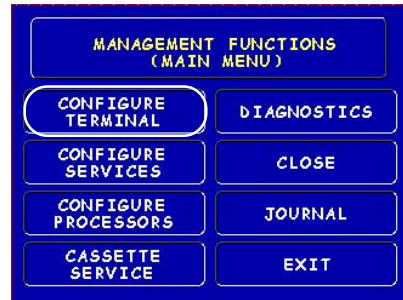 MANAGEMENT FUNCTIONS
(MAIN MENU)
CONFIGURE
TERMINAL
DIAGNOSTICS
CONFIGURE
SERVICES
CLOSE
CONFIGURE
PROCESSORS
JOURNAL
CASSETTE
SERVICE
EXIT